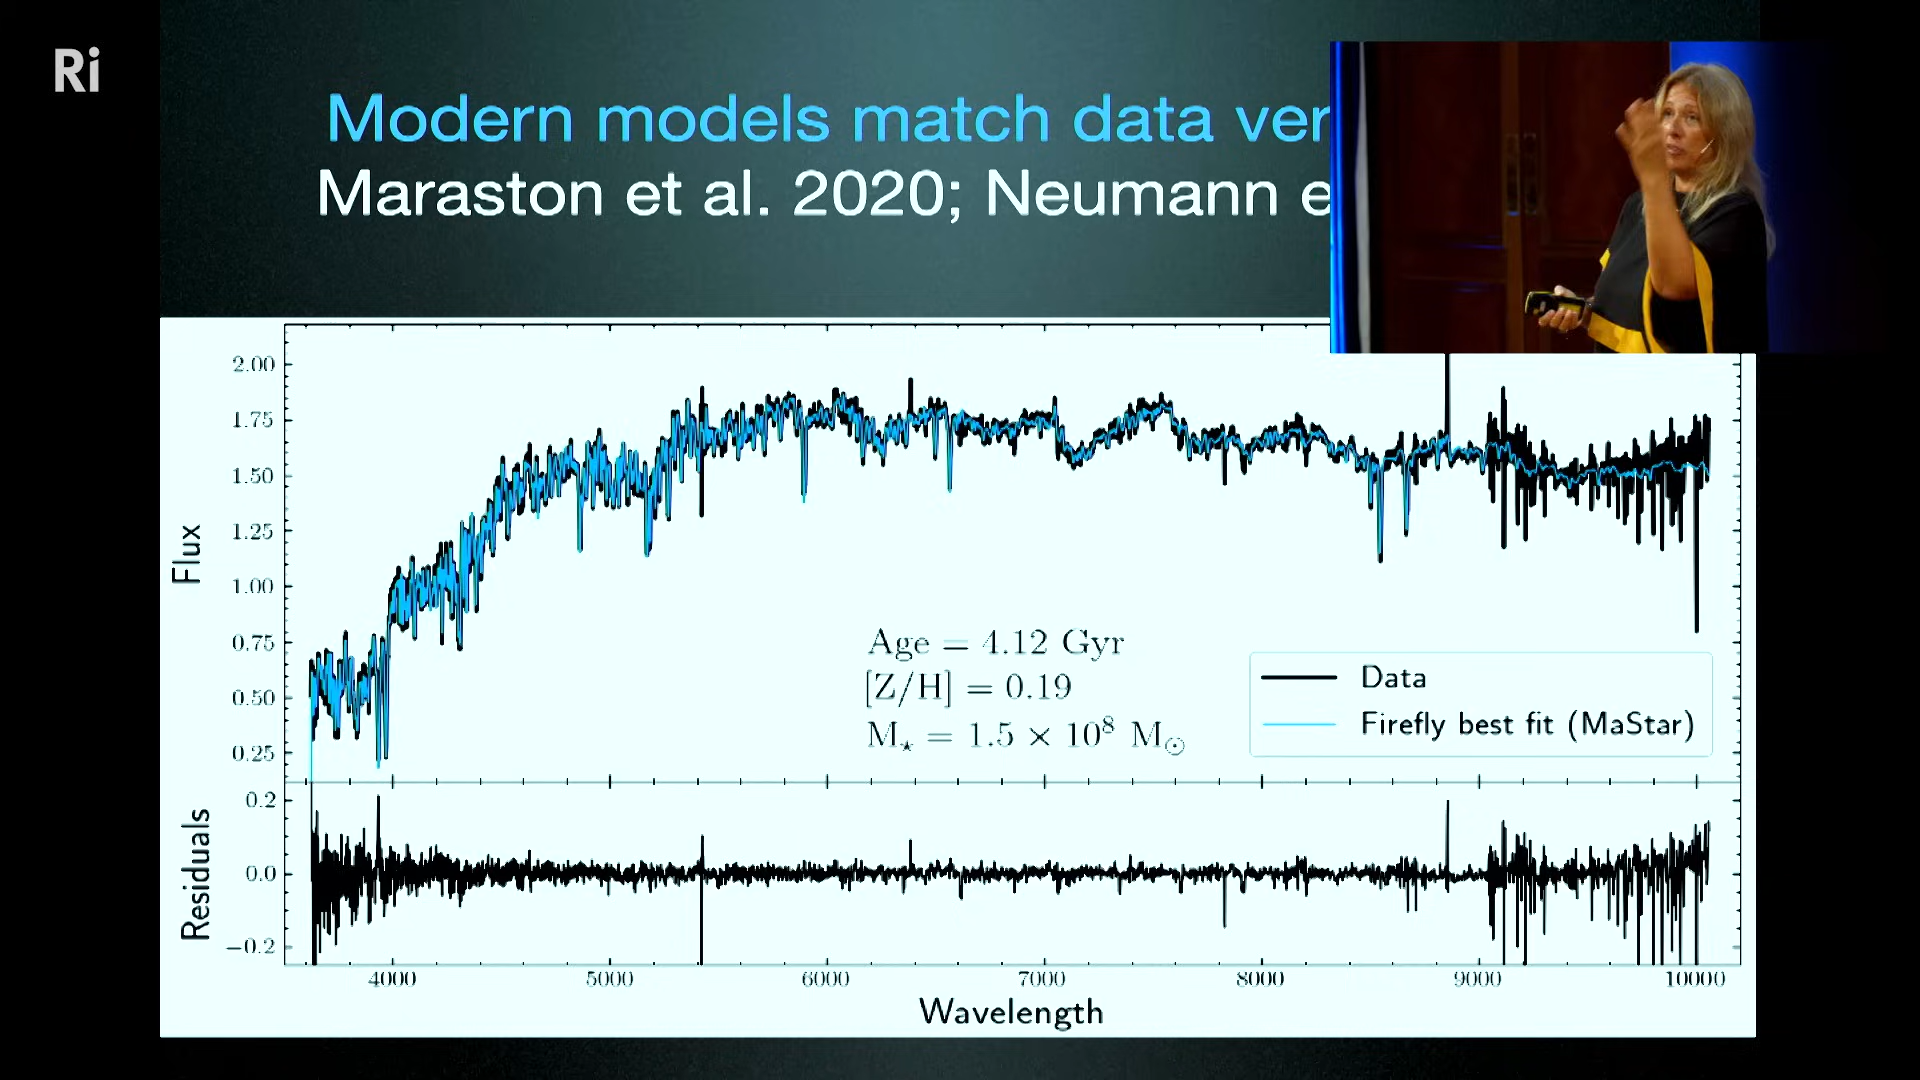 Ri
Modern models match data ver
Maraston et al. 2020; Neumann e
2.00
1.75
1.50
1.25
1.00
0.75
0.50
0.25
Flux
Age = 4.12 Gyr
[Z/H] = 0.19
M⋆ = 1.5 × 10⁸ M☉
Data
Firefly best fit (MaStar)
0.2
0.0
−0.2
Residuals
4000 5000 6000 7000 8000 9000 10000
Wavelength